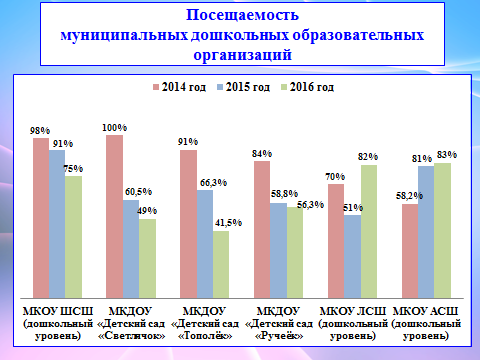 Посещаемость
муниципальных дошкольных образовательных
организаций
2014 год 2015 год 2016 год
98% 91% 75%
100% 60,5% 49%
91% 66,3% 41,5%
84% 58,8% 56,3%
70% 51% 82%
58,2% 81% 83%
МКОУ ШСШ
(дошкольный
уровень)
МКДОУ
«Детский сад
«Светлячок»
МКДОУ
«Детский сад
«Тополёк»
МКДОУ
«Детский сад
«Ручеёк»
МКОУ ЛСШ
(дошкольный
уровень)
МКОУ АСШ
(дошкольный
уровень)